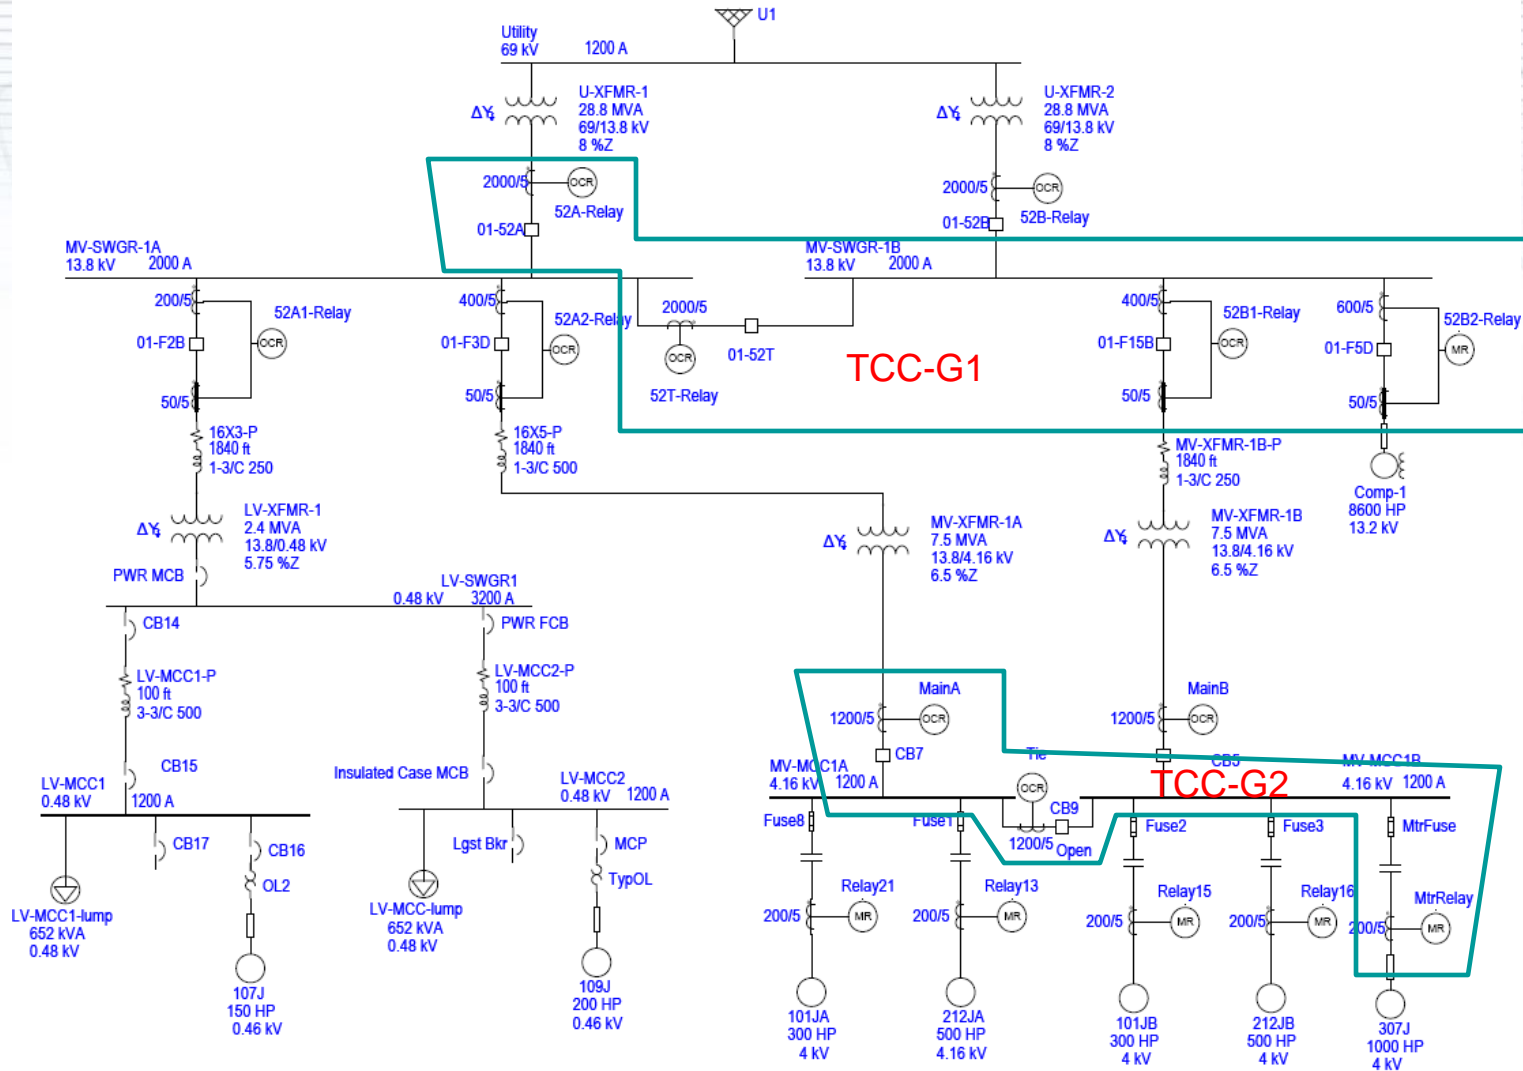 U1
Utility
69 kV
1200 A
U-XFMR-1
28.8 MVA
69/13.8 kV
8 %Z
U-XFMR-2
28.8 MVA
69/13.8 kV
8 %Z
2000/5
OCR
52A-Relay
01-52A
2000/5
OCR
52B-Relay
01-52B
MV-SWGR-1A
13.8 kV
2000 A
MV-SWGR-1B
13.8 kV
2000 A
200/5
52A1-Relay
01-F2B
OCR
50/5
400/5
52A2-Relay
01-F3D
OCR
50/5
2000/5
OCR
01-52T
52T-Relay
TCC-G1
400/5
52B1-Relay
01-F15B
OCR
50/5
600/5
52B2-Relay
01-F5D
MR
50/5
16X3-P
1840 ft
1-3/C 250
16X5-P
1840 ft
1-3/C 500
MV-XFMR-1B-P
1840 ft
1-3/C 250
Comp-1
8600 HP
13.2 kV
ΔY
LV-XFMR-1
2.4 MVA
13.8/0.48 kV
5.75 %Z
ΔY
MV-XFMR-1A
7.5 MVA
13.8/4.16 kV
6.5 %Z
ΔY
MV-XFMR-1B
7.5 MVA
13.8/4.16 kV
6.5 %Z
PWR MCB
LV-SWGR1
0.48 kV
3200 A
CB14
PWR FCB
LV-MCC1-P
100 ft
3-3/C 500
LV-MCC2-P
100 ft
3-3/C 500
MainA
1200/5
OCR
CB7
MainB
1200/5
OCR
CB5
CB15
Insulated Case MCB
LV-MCC1
0.48 kV
1200 A
LV-MCC2
0.48 kV
1200 A
MV-MCC1A
4.16 kV
1200 A
Tie
OCR
CB9
1200/5
Open
TCC-G2
MV-MCC1B
4.16 kV
1200 A
CB17
CB16
OL2
Lgst Bkr
MCP
TypOL
Fuse8
Fuse1
Fuse2
Fuse3
MtrFuse
LV-MCC1-lump
652 kVA
0.48 kV
LV-MCC-lump
652 kVA
0.48 kV
Relay21
200/5
MR
Relay13
200/5
MR
Relay15
200/5
MR
Relay16
200/5
MR
MtrRelay
200/5
MR
107J
150 HP
0.46 kV
109J
200 HP
0.46 kV
101JA
300 HP
4 kV
212JA
500 HP
4.16 kV
101JB
300 HP
4 kV
212JB
500 HP
4 kV
307J
1000 HP
4 kV
ΔY
ΔY